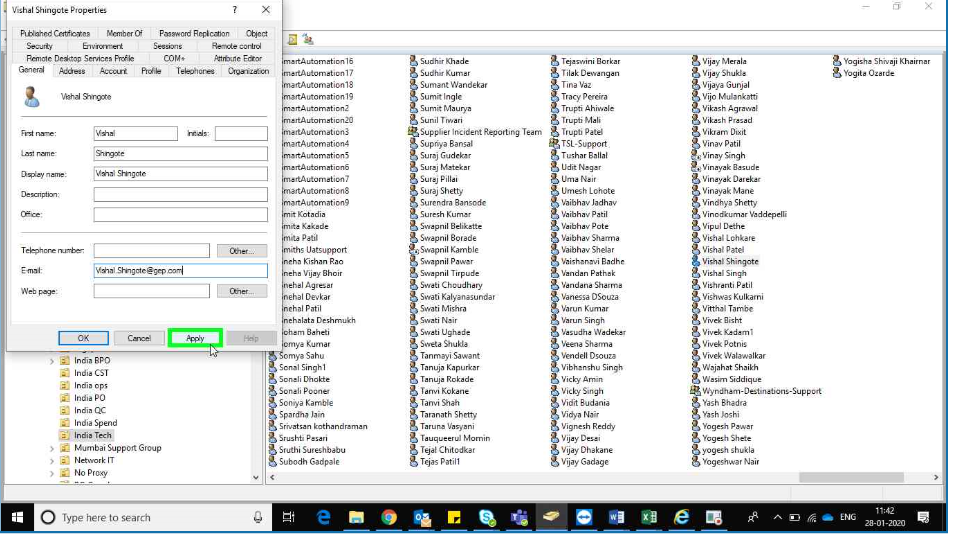 Vishal Shingote Properties
?
Published Certificates
Member Of
Password Replication
Object
Security
Environment
Sessions
Remote control
Remote Desktop Services Profile
COM+
Attribute Editor
General
Address
Account
Profile
Telephones
Organization
Vishal Shingote
First name:
Vishal
Initials:
Last name:
Shingote
Display name:
Vishal Shingote
Description:
Office:
Telephone number:
Other...
E-mail:
Vishal.Shingote@gep.com
Web page:
Other...
OK
Cancel
Apply
Help
India BPO
India CST
India ops
India PO
India QC
India Spend
India Tech
Mumbai Support Group
Network IT
No Proxy
martAutomation16
martAutomation17
martAutomation18
martAutomation19
martAutomation2
martAutomation20
martAutomation3
martAutomation4
martAutomation5
martAutomation6
martAutomation7
martAutomation8
martAutomation9
mit Kotadia
mita Kakade
mita Patil
miths Uatsupport
neha Kishan Rao
neha Vijay Bhoir
nehal Agresar
nehal Devkar
nehal Patil
nehalata Deshmukh
oham Baheti
omya Kumar
Somya Sahu
Sonal Singh1
Sonali Dhokte
Sonali Pooner
Soniya Kamble
Spardha Jain
Srivatsan kothandraman
Srushti Pasari
Sruthi Sureshbabu
Subodh Gadpale
Sudhir Khade
Sudhir Kumar
Sumant Wandekar
Sumit Ingle
Sumit Maurya
Sunil Tiwari
Supplier Incident Reporting Team
Supriya Bansal
Suraj Gudekar
Suraj Matekar
Suraj Pillai
Suraj Shetty
Surendra Bansode
Suresh Kumar
Swapnil Belikatte
Swapnil Borade
Swapnil Kamble
Swapnil Pawar
Swapnil Tirpude
Swati Choudhary
Swati Kalyanasundar
Swati Mishra
Swati Nair
Swati Ughade
Sweta Shukla
Tanmayi Sawant
Tanuja Kapurkar
Tanuja Rokade
Tanvi Kokane
Tanvi Shah
Taranath Shetty
Taruna Vasyani
Tauqueerul Momin
Tejal Chitodkar
Tejas Patil1
Tejaswini Borkar
Tilak Dewangan
Tina Vaz
Tracy Pereira
Trupti Ahiwale
Trupti Mali
Trupti Patel
TSL-Support
Tushar Ballal
Udit Nagar
Uma Nair
Umesh Lohote
Vaibhav Jadhav
Vaibhav Patil
Vaibhav Pote
Vaibhav Sharma
Vaibhav Shelar
Vaishanavi Badhe
Vandan Pathak
Vandana Sharma
Vanessa DSouza
Varun Kumar
Varun Singh
Vasudha Wadekar
Veena Sharma
Vendell Dsouza
Vibhanshu Singh
Vicky Amin
Vicky Singh
Vidit Budania
Vidya Nair
Vignesh Reddy
Vijay Desai
Vijay Dhakane
Vijay Gadage
Vijay Merala
Vijay Shukla
Vijaya Gunjal
Vijo Mulankatti
Vikash Agrawal
Vikash Prasad
Vikram Dixit
Vinav Patil
Vinay Singh
Vinayak Basude
Vinayak Darekar
Vinayak Mane
Vindhya Shetty
Vinodkumar Vaddepelli
Vipul Dethe
Vishal Lohkare
Vishal Patel
Vishal Shingote
Vishal Singh
Vishranti Patil
Vishwas Kulkarni
Vitthal Tambe
Vivek Bisht
Vivek Kadam1
Vivek Potnis
Vivek Walawalkar
Wajahat Shaikh
Wasim Siddique
Wyndham-Destinations-Support
Yash Bhadra
Yash Joshi
Yogesh Pawar
Yogesh Shete
yogesh shukla
Yogeshwar Nair
Yogisha Shivaji Khairnar
Yogita Ozarde
Type here to search
ENG
11:42
28-01-2020